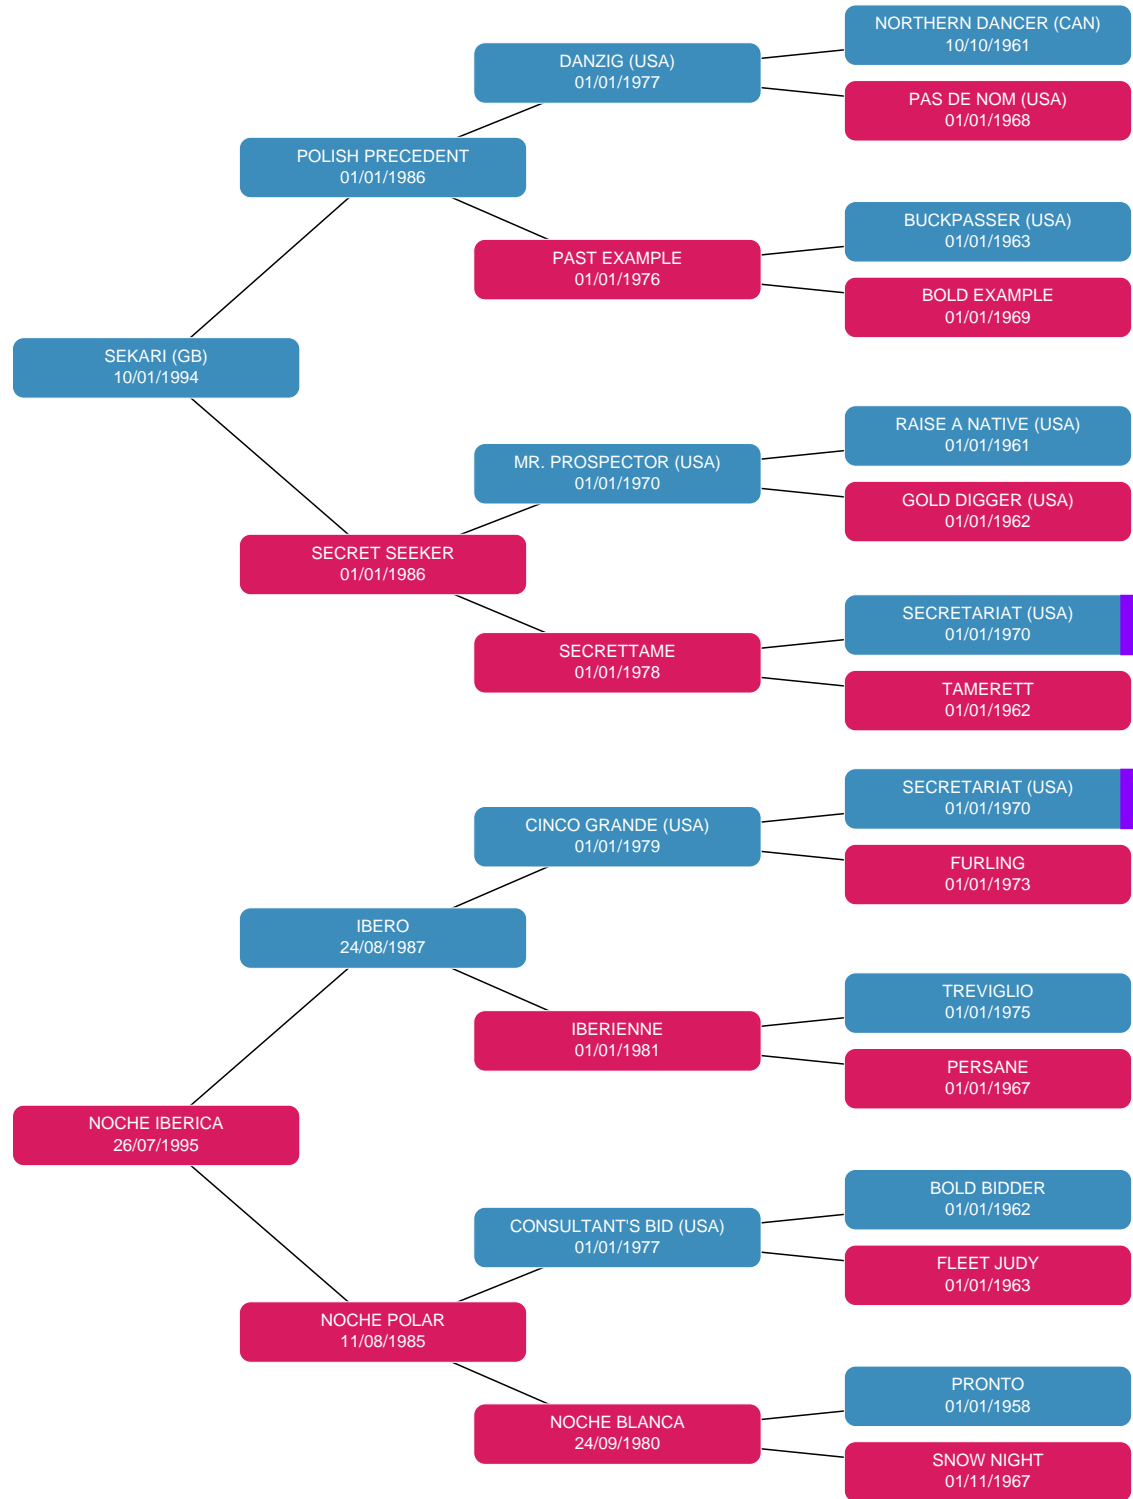 NORTHERN DANCER (CAN)
10/10/1961
DANZIG (USA)
01/01/1977
PAS DE NOM (USA)
01/01/1968
POLISH PRECEDENT
01/01/1986
BUCKPASSER (USA)
01/01/1963
PAST EXAMPLE
01/01/1976
BOLD EXAMPLE
01/01/1969
SEKARI (GB)
10/01/1994
RAISE A NATIVE (USA)
01/01/1961
MR. PROSPECTOR (USA)
01/01/1970
GOLD DIGGER (USA)
01/01/1962
SECRET SEEKER
01/01/1986
SECRETARIAT (USA)
01/01/1970
SECRETTAME
01/01/1978
TAMERETT
01/01/1962
SECRETARIAT (USA)
01/01/1970
CINCO GRANDE (USA)
01/01/1979
FURLING
01/01/1973
IBERO
24/08/1987
TREVIGLIO
01/01/1975
IBERIENNE
01/01/1981
PERSANE
01/01/1967
NOCHE IBERICA
26/07/1995
BOLD BIDDER
01/01/1962
CONSULTANT'S BID (USA)
01/01/1977
FLEET JUDY
01/01/1963
NOCHE POLAR
11/08/1985
PRONTO
01/01/1958
NOCHE BLANCA
24/09/1980
SNOW NIGHT
01/11/1967